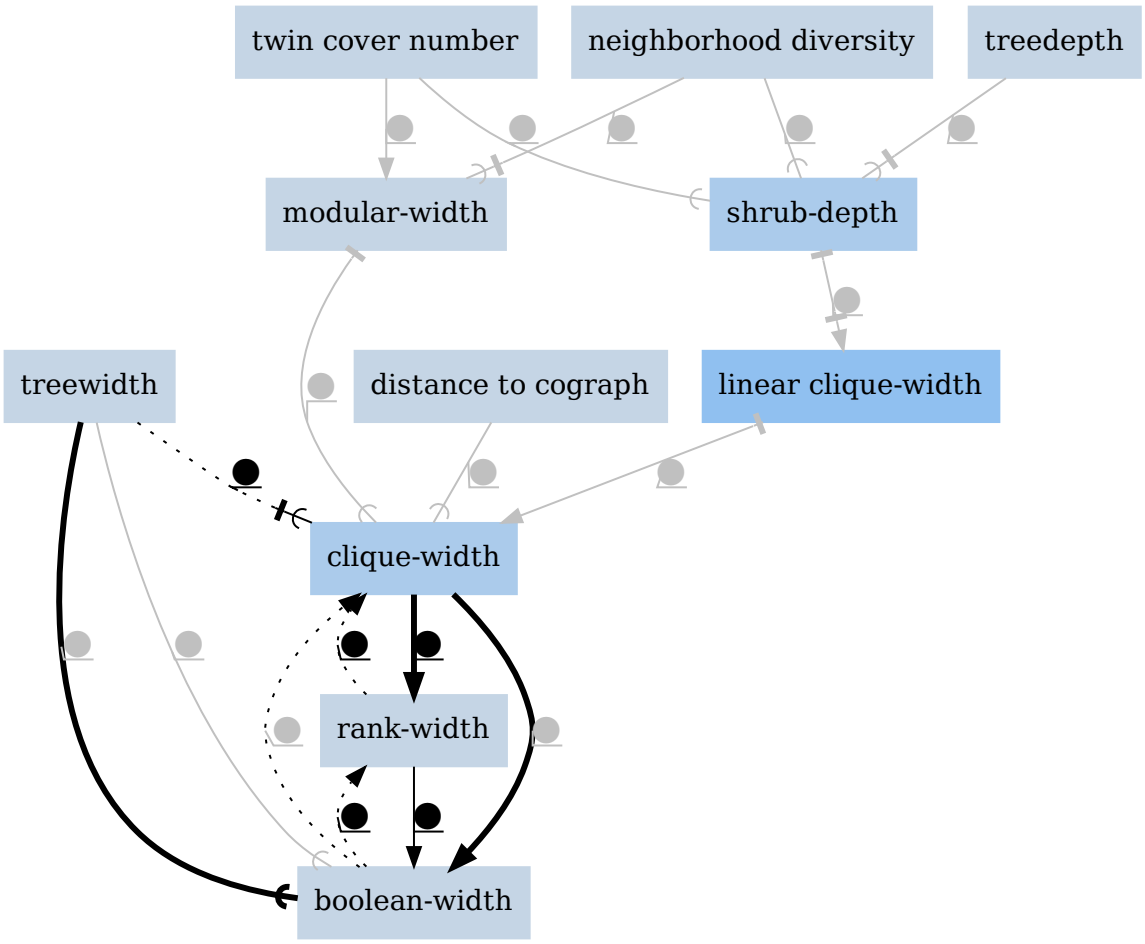 twin cover number
neighborhood diversity
treedepth
modular-width
shrub-depth
treewidth
distance to cograph
linear clique-width
clique-width
rank-width
boolean-width